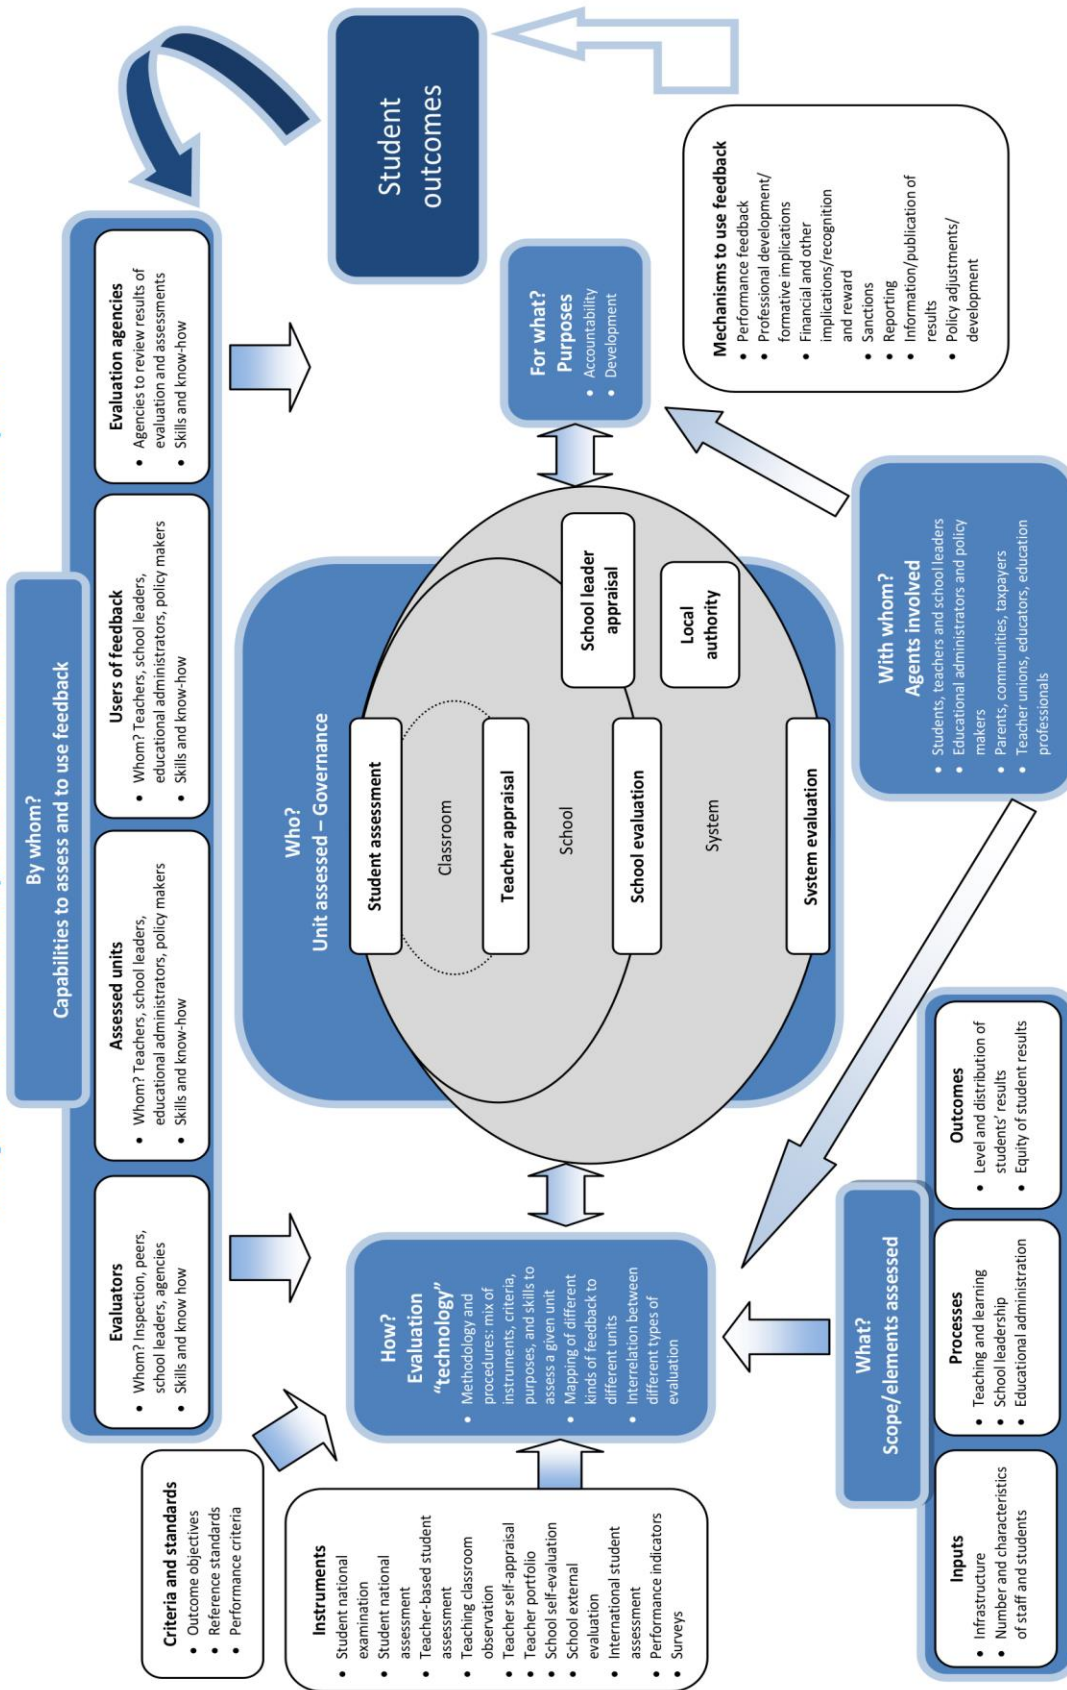 By whom?
Capabilities to assess and to use feedback
Evaluators
• Whom? Inspection, peers,
school leaders, agencies
• Skills and know how
Assessed units
• Whom? Teachers, school leaders,
educational administrators, policy makers
• Skills and know-how
Users of feedback
• Whom? Teachers, school leaders,
educational administrators, policy makers
• Skills and know-how
Evaluation agencies
• Agencies to review results of
evaluation and assessments
• Skills and know-how
Criteria and standards
• Outcome objectives
• Reference standards
• Performance criteria
Instruments
• Student national
examination
• Student national
assessment
• Teacher-based student
assessment
• Teaching classroom
observation
• Teacher self-appraisal
• Teacher portfolio
• School self-evaluation
• School external
evaluation
• International student
assessment
• Performance indicators
• Surveys
How?
Evaluation
“technology”
• Methodology and
procedures: mix of
instruments, criteria,
purposes, and skills to
assess a given unit
• Mapping of different
kinds of feedback to
different units
• Interrelation between
different types of
evaluation
Who?
Unit assessed – Governance
Student assessment
Classroom
Teacher appraisal
School
School leader
appraisal
School evaluation
System
Local
authority
System evaluation
For what?
Purposes
• Accountability
• Development
Student
outcomes
Mechanisms to use feedback
• Performance feedback
• Professional development/
formative implications
• Financial and other
implications/recognition
and reward
• Sanctions
• Reporting
• Information/publication of
results
• Policy adjustments/
development
What?
Scope/elements assessed
Inputs
• Infrastructure
• Number and characteristics
of staff and students
Processes
• Teaching and learning
• School leadership
• Educational administration
Outcomes
• Level and distribution of
students’ results
• Equity of student results
With whom?
Agents involved
• Students, teachers and school leaders
• Educational administrators and policy
makers
• Parents, communities, taxpayers
• Teacher unions, educators, education
professionals